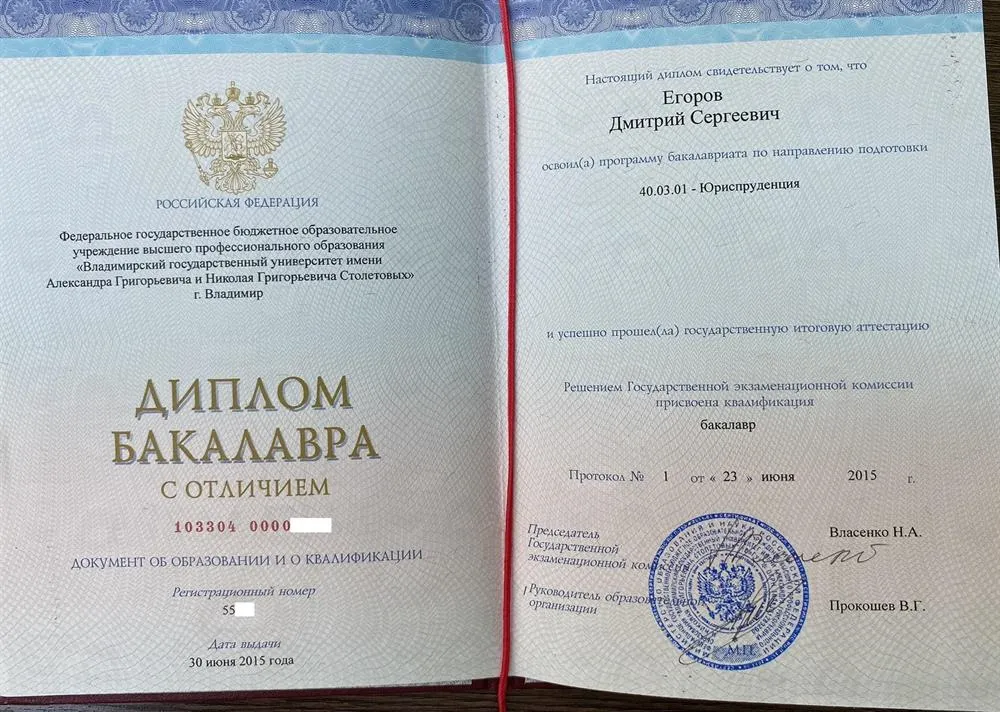 РОССИЙСКАЯ ФЕДЕРАЦИЯ
Федеральное государственное бюджетное образовательное
учреждение высшего профессионального образования
«Владимирский государственный университет имени
Александра Григорьевича и Николая Григорьевича Столетовых»
г. Владимир
ДИПЛОМ
БАКАЛАВРА
С ОТЛИЧИЕМ
103304 0000
ДОКУМЕНТ ОБ ОБРАЗОВАНИИ И О КВАЛИФИКАЦИИ
Регистрационный номер
55
Дата выдачи
30 июня 2015 года
Настоящий диплом свидетельствует о том, что
Егоров
Дмитрий Сергеевич
освоил(а) программу бакалавриата по направлению подготовки
40.03.01 - Юриспруденция
и успешно прошел(ла) государственную итоговую аттестацию
Решением Государственной экзаменационной комиссии
присвоена квалификация
бакалавр
Протокол № 1 от « 23 » июня 2015 г.
Председатель
Государственной
экзаменационной
Власенко Н.А.
Руководитель
организации
Прокошев В.Г.
М.П.